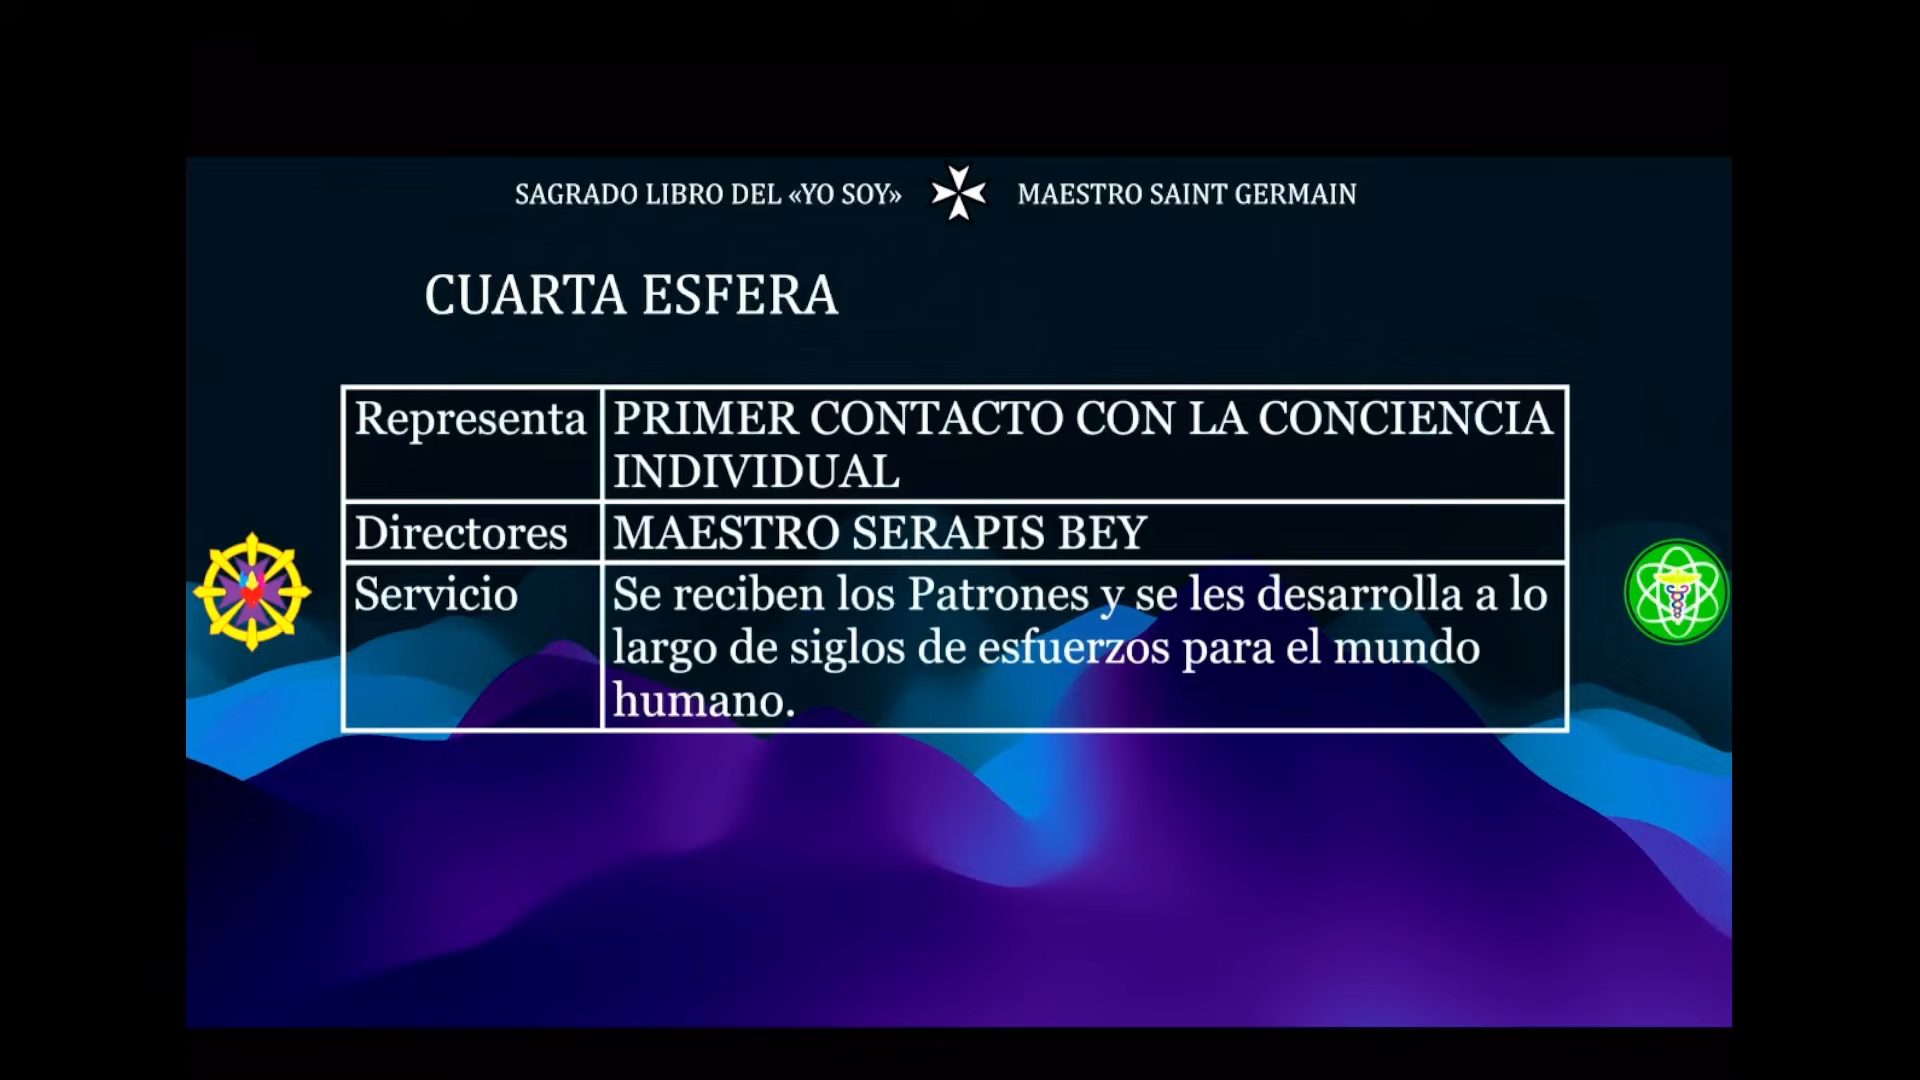 SAGRADO LIBRO DEL «YO SOY» MAESTRO SAINT GERMAIN
CUARTA ESFERA
Representa PRIMER CONTACTO CON LA CONCIENCIA
INDIVIDUAL
Directores MAESTRO SERAPIS BEY
Servicio Se reciben los Patrones y se les desarrolla a lo
largo de siglos de esfuerzos para el mundo
humano.